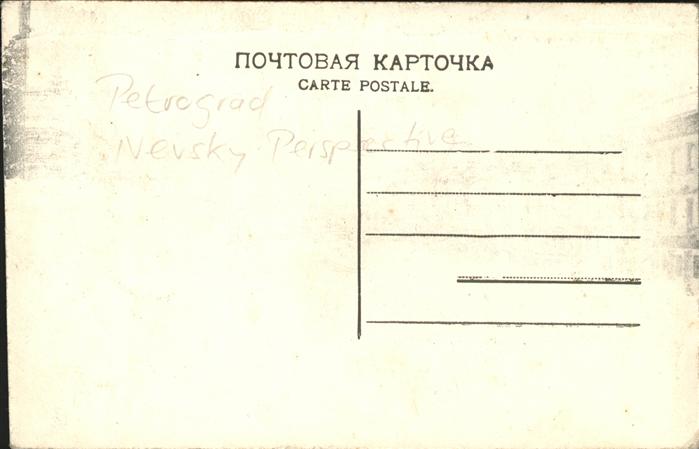 ПОЧТОВАЯ КАРТОЧКА
CARTE POSTALE.
Petrograd
Nevsky Perspective